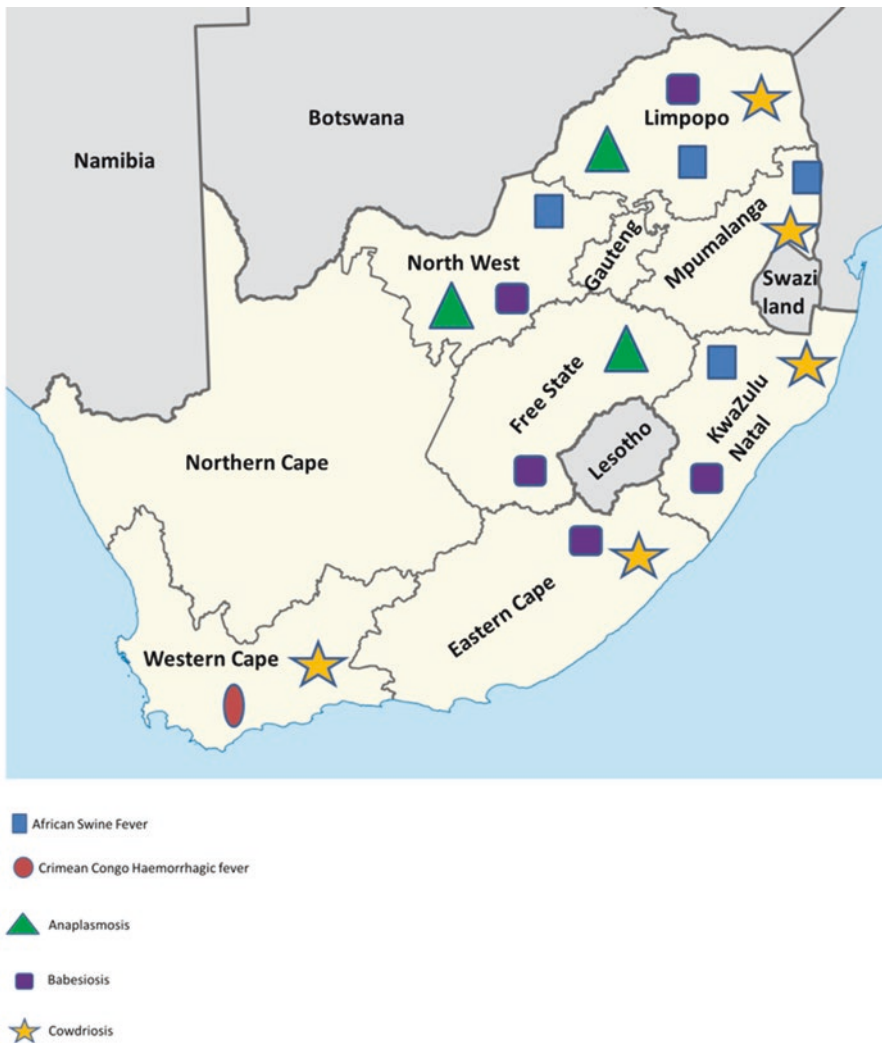 Namibia
Botswana
Limpopo
North West
Gauteng
Mpumalanga
Swazi
land
Free State
Lesotho
KwaZulu
Natal
Northern Cape
Eastern Cape
Western Cape
African Swine Fever
Crimean Congo Haemorrhagic fever
Anaplasmosis
Babesiosis
Cowdriosis